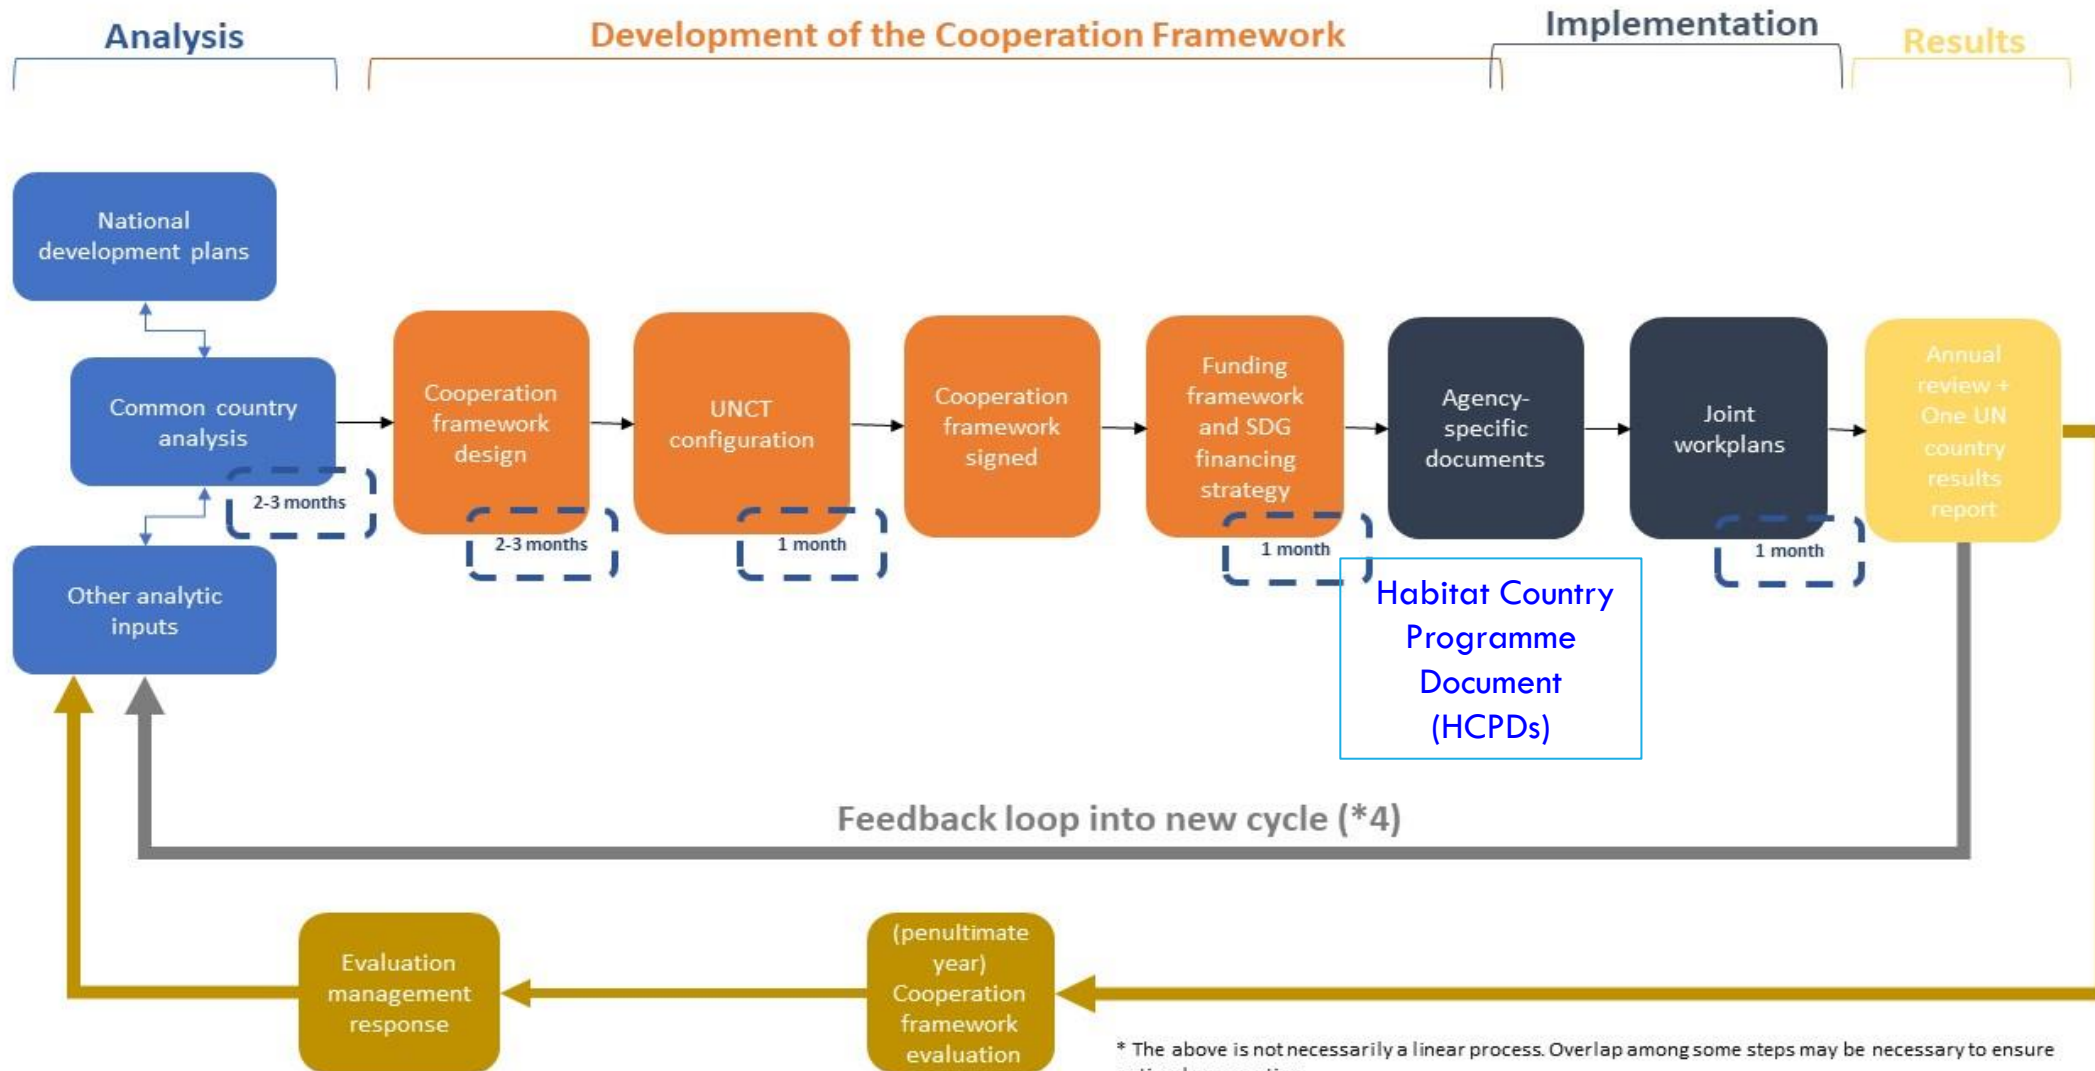 Analysis
Development of the Cooperation Framework
Implementation
Results
National
development plans
Common country
analysis
2-3 months
Other analytic
inputs
Cooperation
framework
design
2-3 months
UNCT
configuration
1 month
Cooperation
framework
signed
Funding
framework
and SDG
financing
strategy
1 month
Agency-
specific
documents
Habitat Country
Programme
Document
(HCPDs)
Joint
workplans
1 month
Annual
review +
One UN
country
results
report
Feedback loop into new cycle (*4)
Evaluation
management
response
(penultimate
year)
Cooperation
framework
evaluation
* The above is not necessarily a linear process. Overlap among some steps may be necessary to ensure